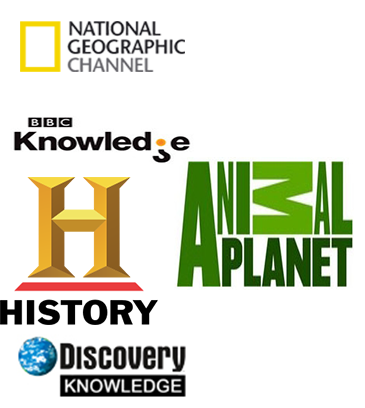 NATIONAL
GEOGRAPHIC
CHANNEL
BBC
Knowledge
H
ANIMAL
PLANET
HISTORY
Discovery
KNOWLEDGE